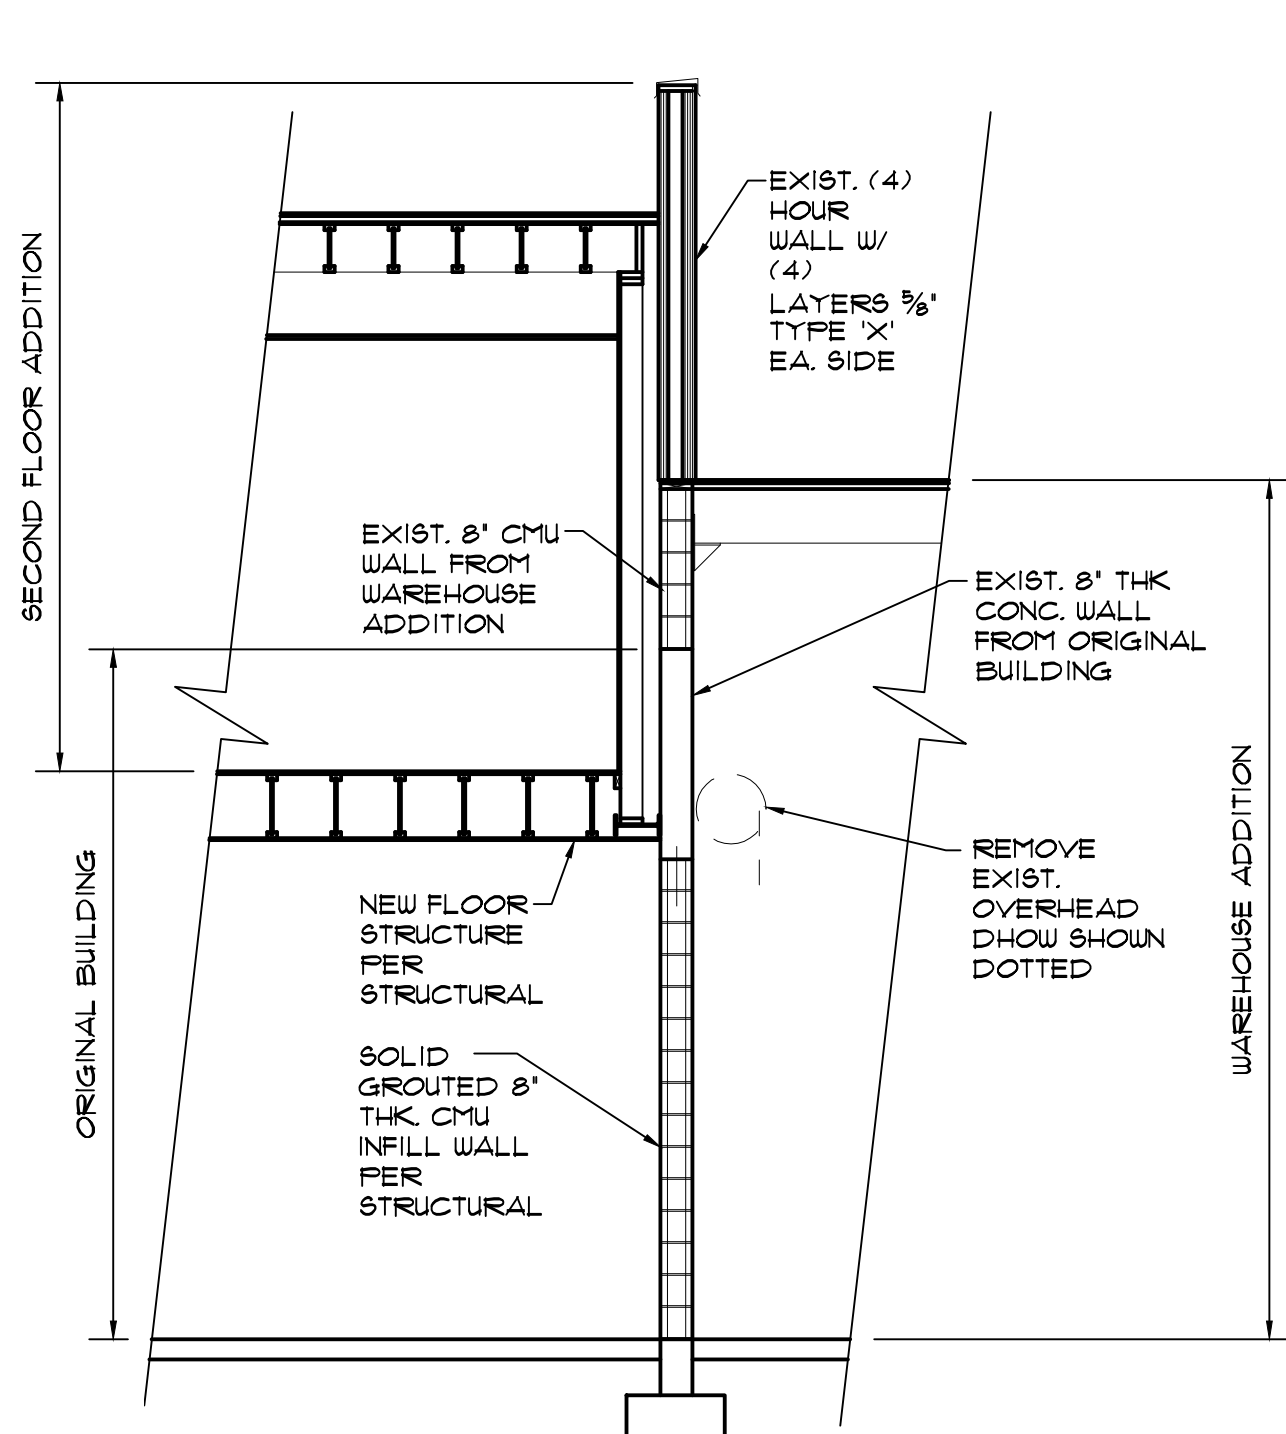 EXIST. (4)
HOUR
WALL W/
(4)
LAYERS 5/8"
TYPE 'X'
EA. SIDE
SECOND FLOOR ADDITION
EXIST. 8" CMU
WALL FROM
WAREHOUSE
ADDITION
EXIST. 8" THK
CONC. WALL
FROM ORIGINAL
BUILDING
ORIGINAL BUILDING
WAREHOUSE ADDITION
REMOVE
EXIST.
OVERHEAD
DHOW SHOWN
DOTTED
NEW FLOOR
STRUCTURE
PER
STRUCTURAL
SOLID
GROUTED 8"
THK. CMU
INFILL WALL
PER
STRUCTURAL